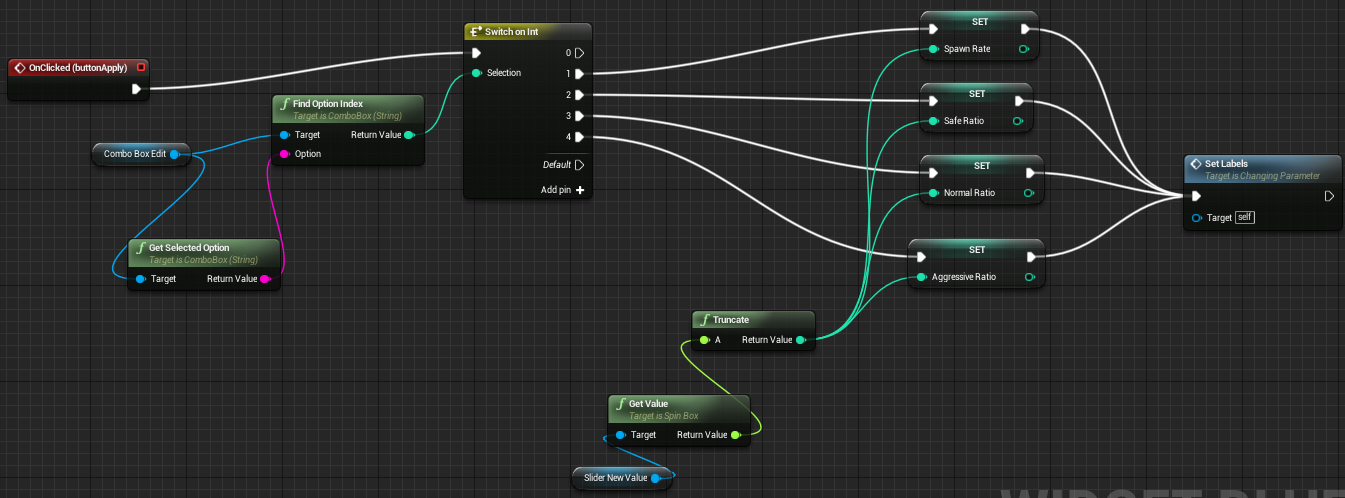 OnClicked (buttonApply)
Combo Box Edit
Get Selected Option
Target is ComboBox (String)
Target
Return Value
Find Option Index
Target is ComboBox (String)
Target
Return Value
Option
Switch on Int
0
Selection
1
2
3
4
Default
Add pin
SET
Spawn Rate
SET
Safe Ratio
SET
Normal Ratio
SET
Aggressive Ratio
Truncate
A
Return Value
Get Value
Target is Spin Box
Target
Return Value
Slider New Value
Set Labels
Target is Changing Parameter
Target
self